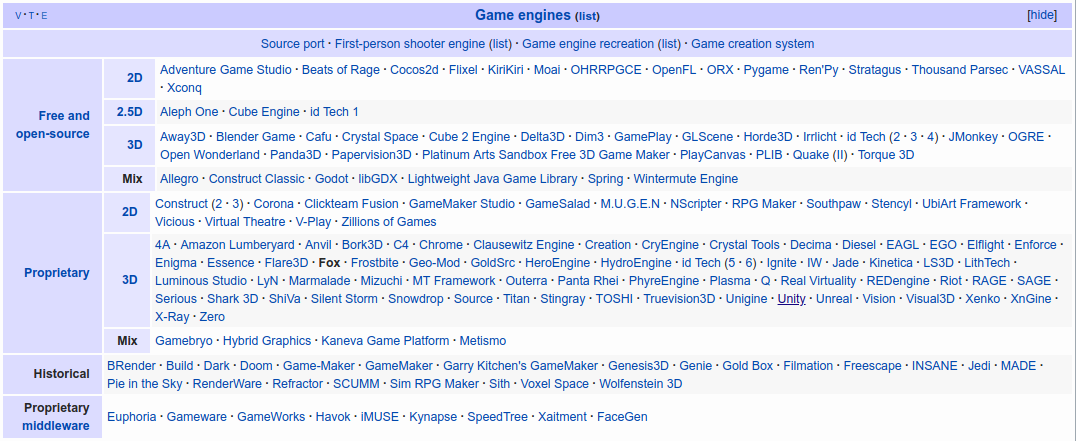 V · T · E
Game engines (list)
[hide]
Source port · First-person shooter engine (list) · Game engine recreation (list) · Game creation system
Free and
open-source
2D
Adventure Game Studio · Beats of Rage · Cocos2d · Flixel · KiriKiri · Moai · OHRRPGCE · OpenFL · ORX · Pygame · Ren'Py · Stratagus · Thousand Parsec · VASSAL
· Xconq
2.5D
Aleph One · Cube Engine · id Tech 1
3D
Away3D · Blender Game · Cafu · Crystal Space · Cube 2 Engine · Delta3D · Dim3 · GamePlay · GLScene · Horde3D · Irrlicht · id Tech (2 · 3 · 4) · JMonkey · OGRE ·
Open Wonderland · Panda3D · Papervision3D · Platinum Arts Sandbox Free 3D Game Maker · PlayCanvas · PLIB · Quake (II) · Torque 3D
Mix
Allegro · Construct Classic · Godot · libGDX · Lightweight Java Game Library · Spring · Wintermute Engine
Proprietary
2D
Construct (2 · 3) · Corona · Clickteam Fusion · GameMaker Studio · GameSalad · M.U.G.E.N · NScripter · RPG Maker · Southpaw · Stencyl · UbiArt Framework ·
Vicious · Virtual Theatre · V-Play · Zillions of Games
3D
4A · Amazon Lumberyard · Anvil · Bork3D · C4 · Chrome · Clausewitz Engine · Creation · CryEngine · Crystal Tools · Decima · Diesel · EAGL · EGO · Elflight · Enforce ·
Enigma · Essence · Flare3D · Fox · Frostbite · Geo-Mod · GoldSrc · HeroEngine · HydroEngine · id Tech (5 · 6) · Ignite · IW · Jade · Kinetica · LS3D · LithTech ·
Luminous Studio · LyN · Marmalade · Mizuchi · MT Framework · Outerra · Panta Rhei · PhyreEngine · Plasma · Q · Real Virtuality · REDengine · Riot · RAGE · SAGE ·
Serious · Shark 3D · ShiVa · Silent Storm · Snowdrop · Source · Titan · Stingray · TOSHI · Truevision3D · Unigine · Unity · Unreal · Vision · Visual3D · Xenko · XnGine ·
X-Ray · Zero
Mix
Gamebryo · Hybrid Graphics · Kaneva Game Platform · Metismo
Historical
BRender · Build · Dark · Doom · Game-Maker · GameMaker · Garry Kitchen's GameMaker · Genesis3D · Genie · Gold Box · Filmation · Freescape · INSANE · Jedi · MADE ·
Pie in the Sky · RenderWare · Refractor · SCUMM · Sim RPG Maker · Sith · Voxel Space · Wolfenstein 3D
Proprietary
middleware
Euphoria · Gameware · GameWorks · Havok · iMUSE · Kynapse · SpeedTree · Xaitment · FaceGen